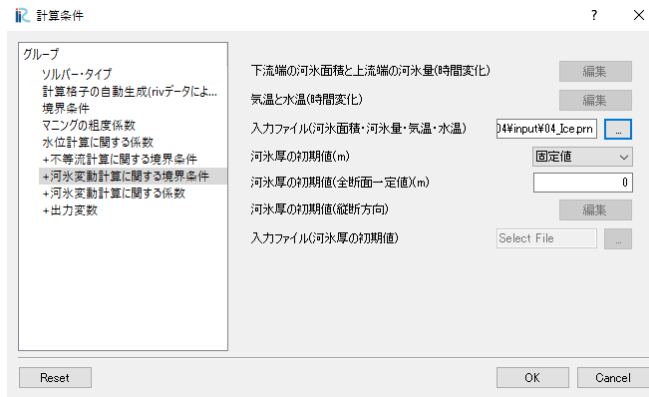 計算条件
?
グループ
ソルバー・タイプ
計算格子の自動生成(rivデータによ...
境界条件
マニングの粗度係数
水位計算に関する係数
+不等流計算に関する境界条件
+河氷変動計算に関する境界条件
+河氷変動計算に関する係数
+出力変数
下流端の河氷面積と上流端の河氷量(時間変化) 編集
気温と水温(時間変化) 編集
入力ファイル(河氷面積・河氷量・気温・水温) 04¥input¥04_Ice.prn ...
河氷厚の初期値(m) 固定値
河氷厚の初期値(全断面一定値)(m) 0
河氷厚の初期値(縦断方向) 編集
入力ファイル(河氷厚の初期値) Select File ...
Reset OK Cancel